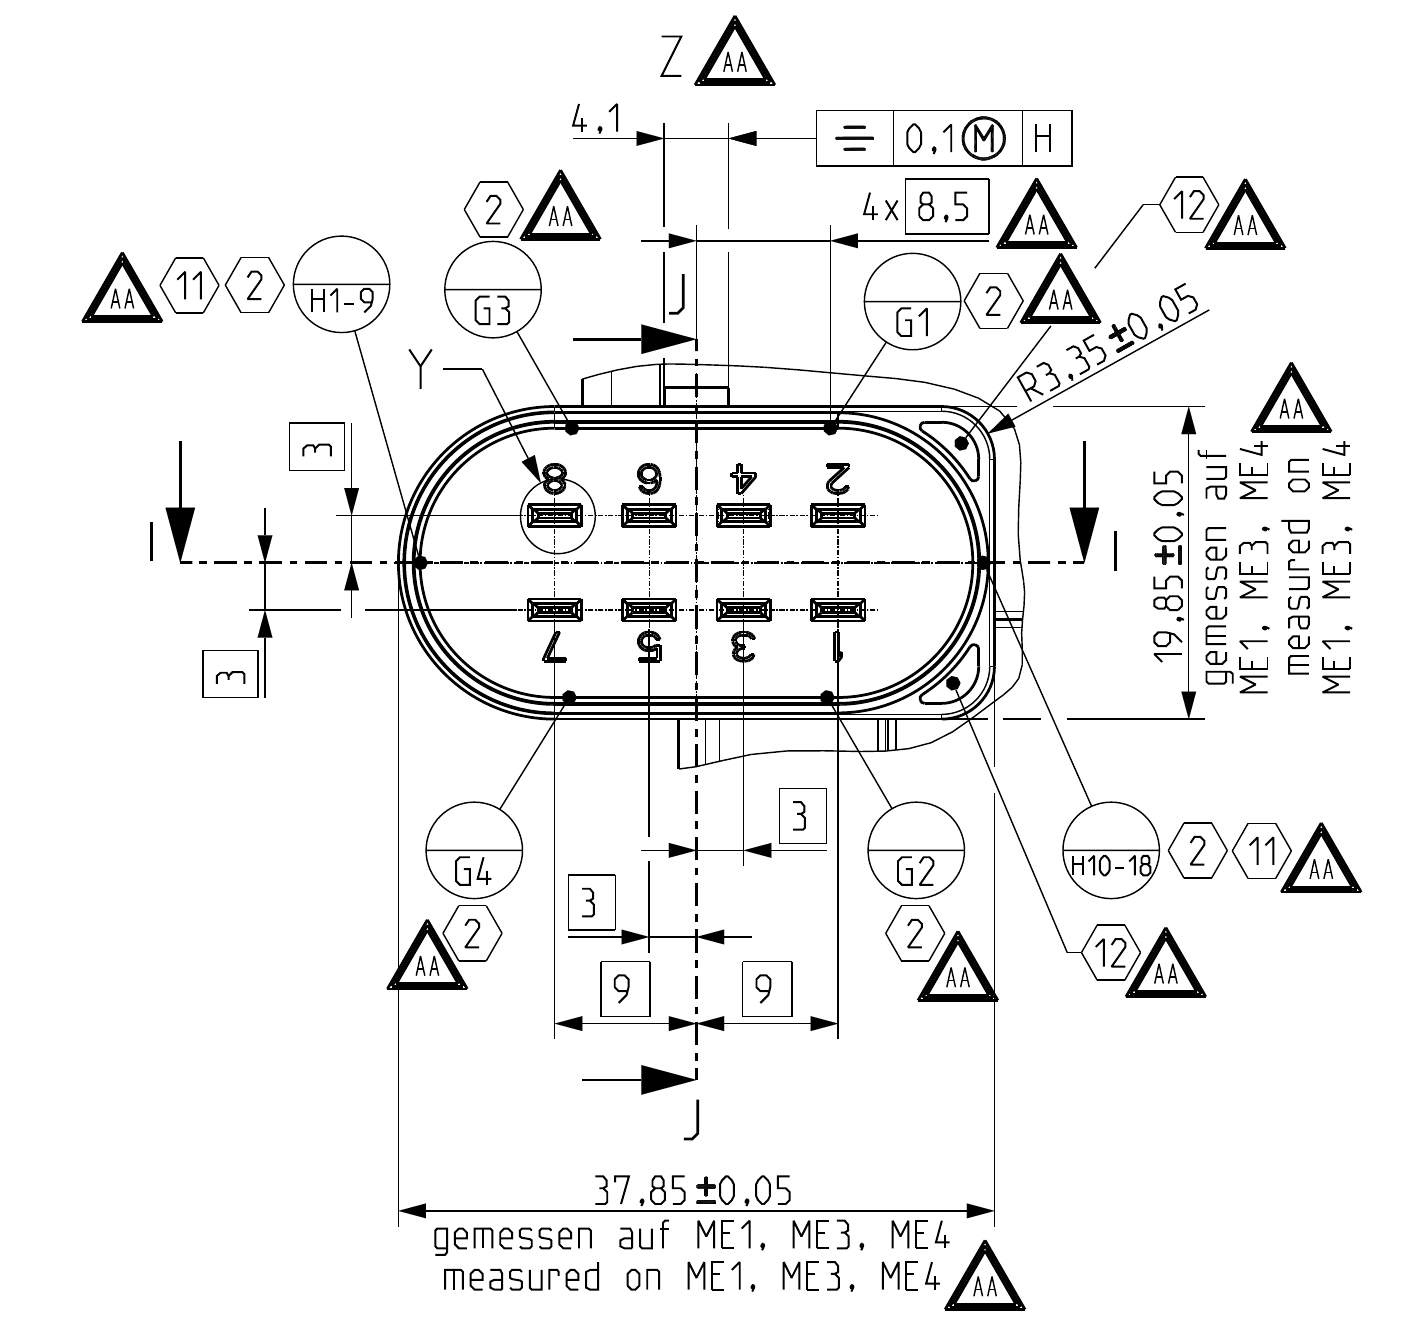 Z AA
4,1
0,1 M H
2 AA
4x 8,5 AA
12 AA
AA 11 2 H1-9
G3
J
G1 2 AA
R3,35±0,05
Y
AA
3
8 6 4 2
I
I
19,85±0,05
gemessen auf
ME1, ME3, ME4
measured on
ME1, ME3, ME4
3
7 5 3 1
3
G4
G2
H10-18 2 11 AA
3
2 AA
2 AA
12 AA
9 9
J
37,85±0,05
gemessen auf ME1, ME3, ME4
measured on ME1, ME3, ME4 AA